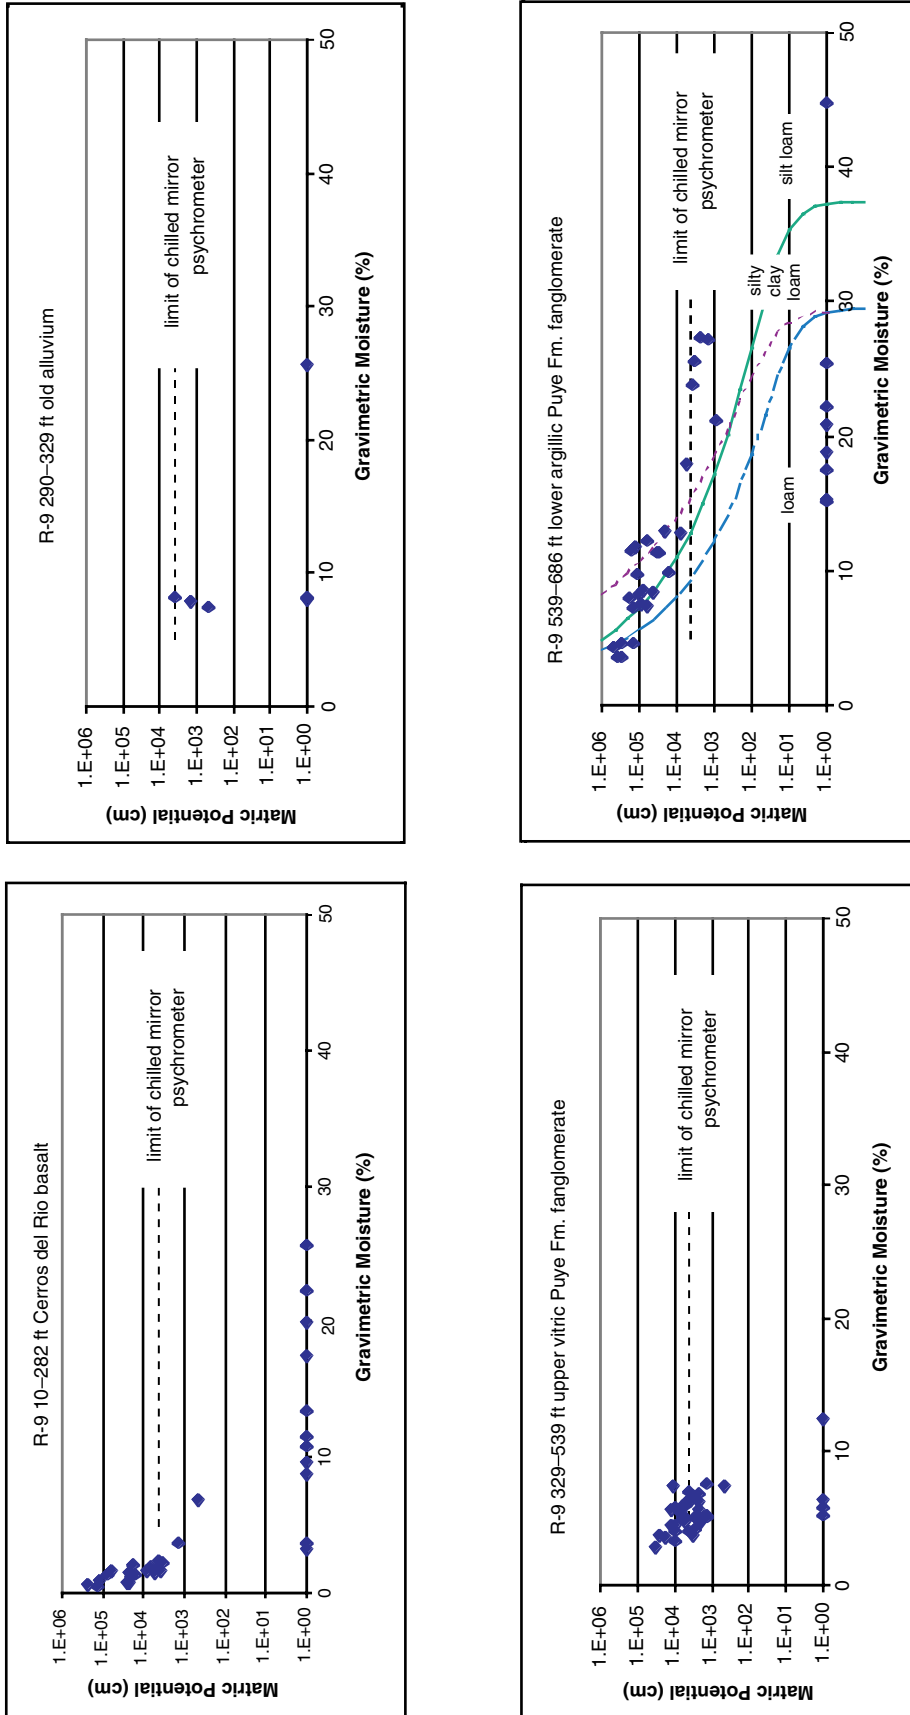 R-9 10–282 ft Cerros del Rio basalt
Matric Potential (cm)
1.E+06
1.E+05
1.E+04
1.E+03
1.E+02
1.E+01
1.E+00
limit of chilled mirror
psychrometer
0
10
20
30
40
50
Gravimetric Moisture (%)
R-9 290–329 ft old alluvium
Matric Potential (cm)
1.E+06
1.E+05
1.E+04
1.E+03
1.E+02
1.E+01
1.E+00
limit of chilled mirror
psychrometer
0
10
20
30
40
50
Gravimetric Moisture (%)
R-9 329–539 ft upper vitric Puye Fm. fanglomerate
Matric Potential (cm)
1.E+06
1.E+05
1.E+04
1.E+03
1.E+02
1.E+01
1.E+00
limit of chilled mirror
psychrometer
0
10
20
30
40
50
Gravimetric Moisture (%)
R-9 539–686 ft lower argillic Puye Fm. fanglomerate
Matric Potential (cm)
1.E+06
1.E+05
1.E+04
1.E+03
1.E+02
1.E+01
1.E+00
limit of chilled mirror
psychrometer
silty
clay
loam
loam
silt loam
0
10
20
30
40
50
Gravimetric Moisture (%)